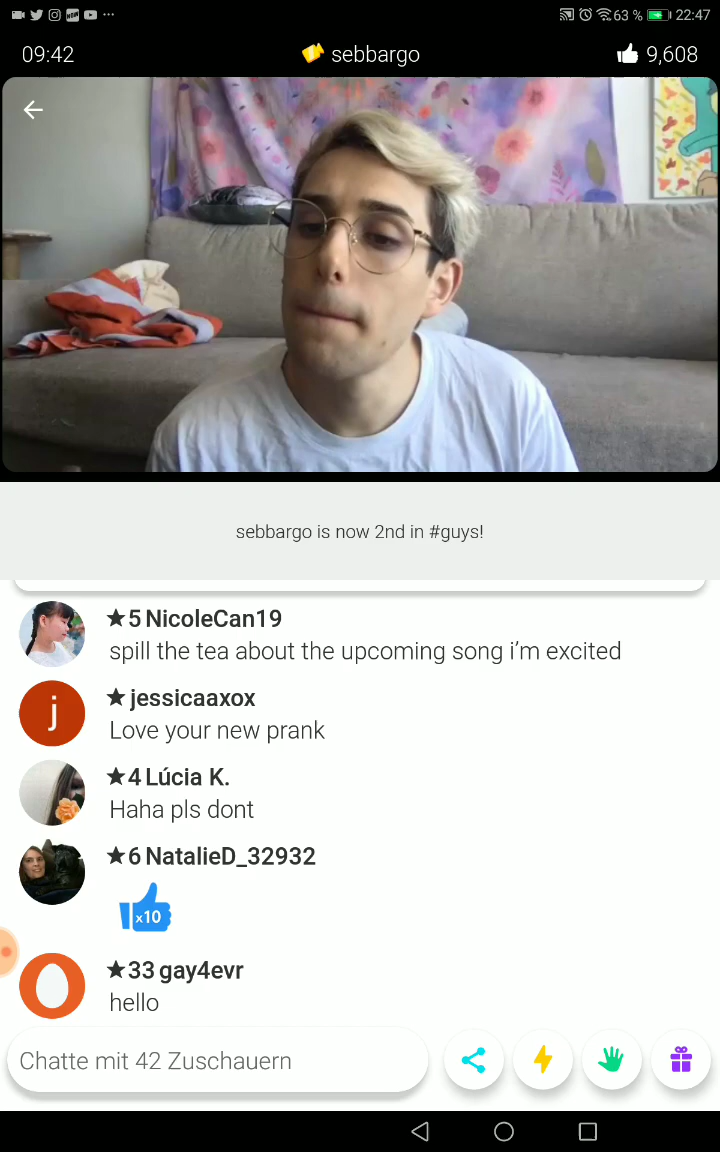 63 % 22:47
09:42 sebbargo 9,608
sebbargo is now 2nd in #guys!
★5 NicoleCan19
spill the tea about the upcoming song i'm excited
j
★ jessicaaxox
Love your new prank
★4 Lúcia K.
Haha pls dont
★6 NatalieD_32932
x10
★33 gay4evr
hello
Chatte mit 42 Zuschauern